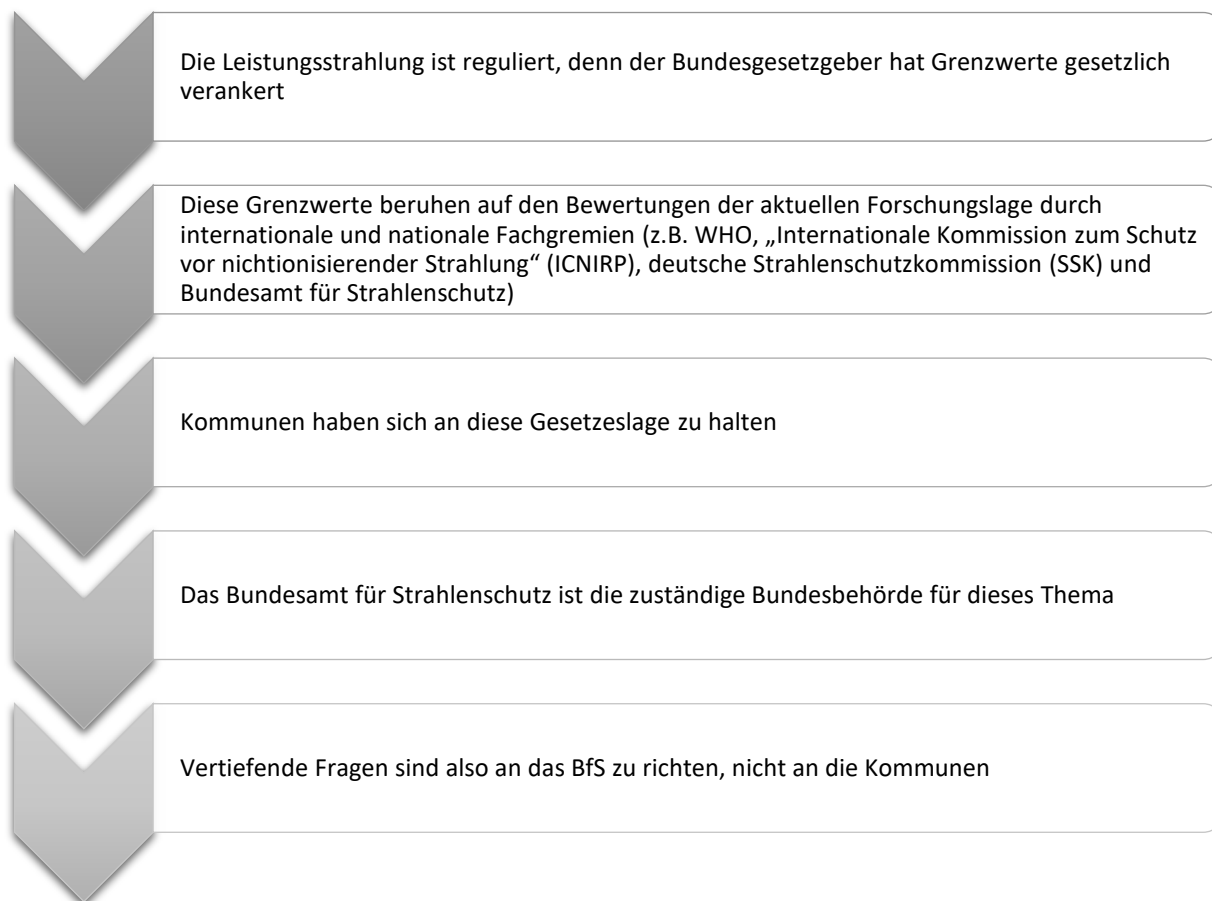 Die Leistungsstrahlung ist reguliert, denn der Bundesgesetzgeber hat Grenzwerte gesetzlich
verankert
Diese Grenzwerte beruhen auf den Bewertungen der aktuellen Forschungslage durch
internationale und nationale Fachgremien (z.B. WHO, „Internationale Kommission zum Schutz
vor nichtionisierender Strahlung“ (ICNIRP), deutsche Strahlenschutzkommission (SSK) und
Bundesamt für Strahlenschutz)
Kommunen haben sich an diese Gesetzeslage zu halten
Das Bundesamt für Strahlenschutz ist die zuständige Bundesbehörde für dieses Thema
Vertiefende Fragen sind also an das BfS zu richten, nicht an die Kommunen